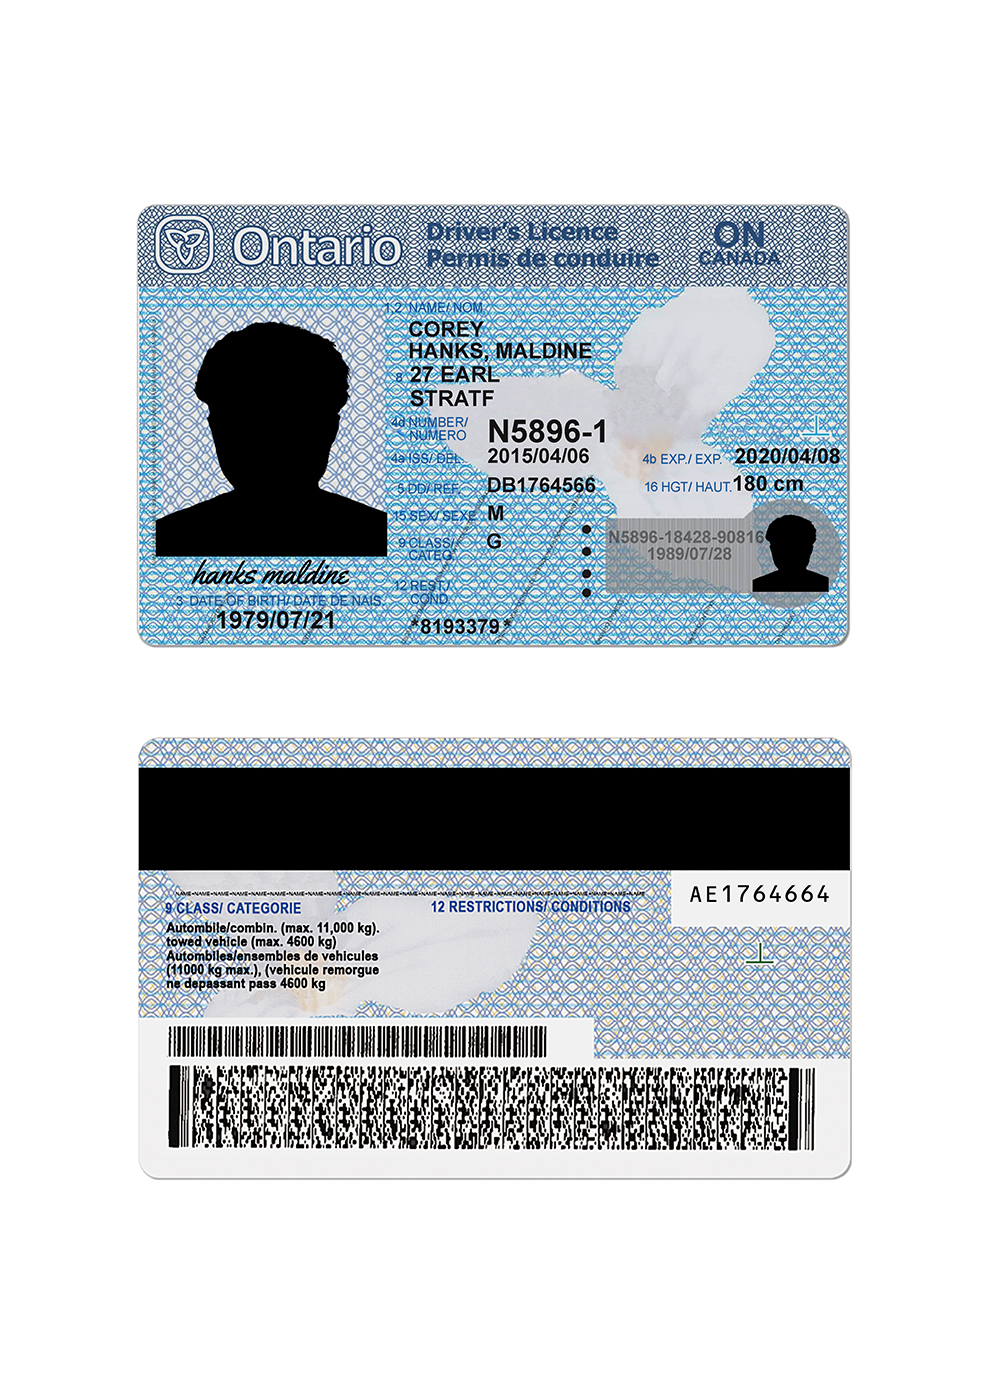 Ontario
Driver's Licence
Permis de conduire
ON
CANADA
1,2 NAME/ NOM
COREY
HANKS, MALDINE
8 27 EARL
STRATF
4d NUMBER/
NUMERO
N5896-1
4a ISS/ DEL. 2015/04/06
4b EXP./ EXP. 2020/04/08
5 DD/ REF. DB1764566
16 HGT/ HAUT. 180 cm
15 SEX/ SEXE M
9 CLASS/
CATEG
G
N5896-18428-90816
1989/07/28
hanks maldine
12 REST./
COND.
3 DATE OF BIRTH/ DATE DE NAIS.
1979/07/21
*8193379*
AE1764664
9 CLASS/ CATEGORIE
12 RESTRICTIONS/ CONDITIONS
Autombile/combin. (max. 11,000 kg).
towed vehicle (max. 4600 kg)
Autombiles/ensembles de vehicules
(11000 kg max.), (vehicule remorgue
ne depassant pass 4600 kg